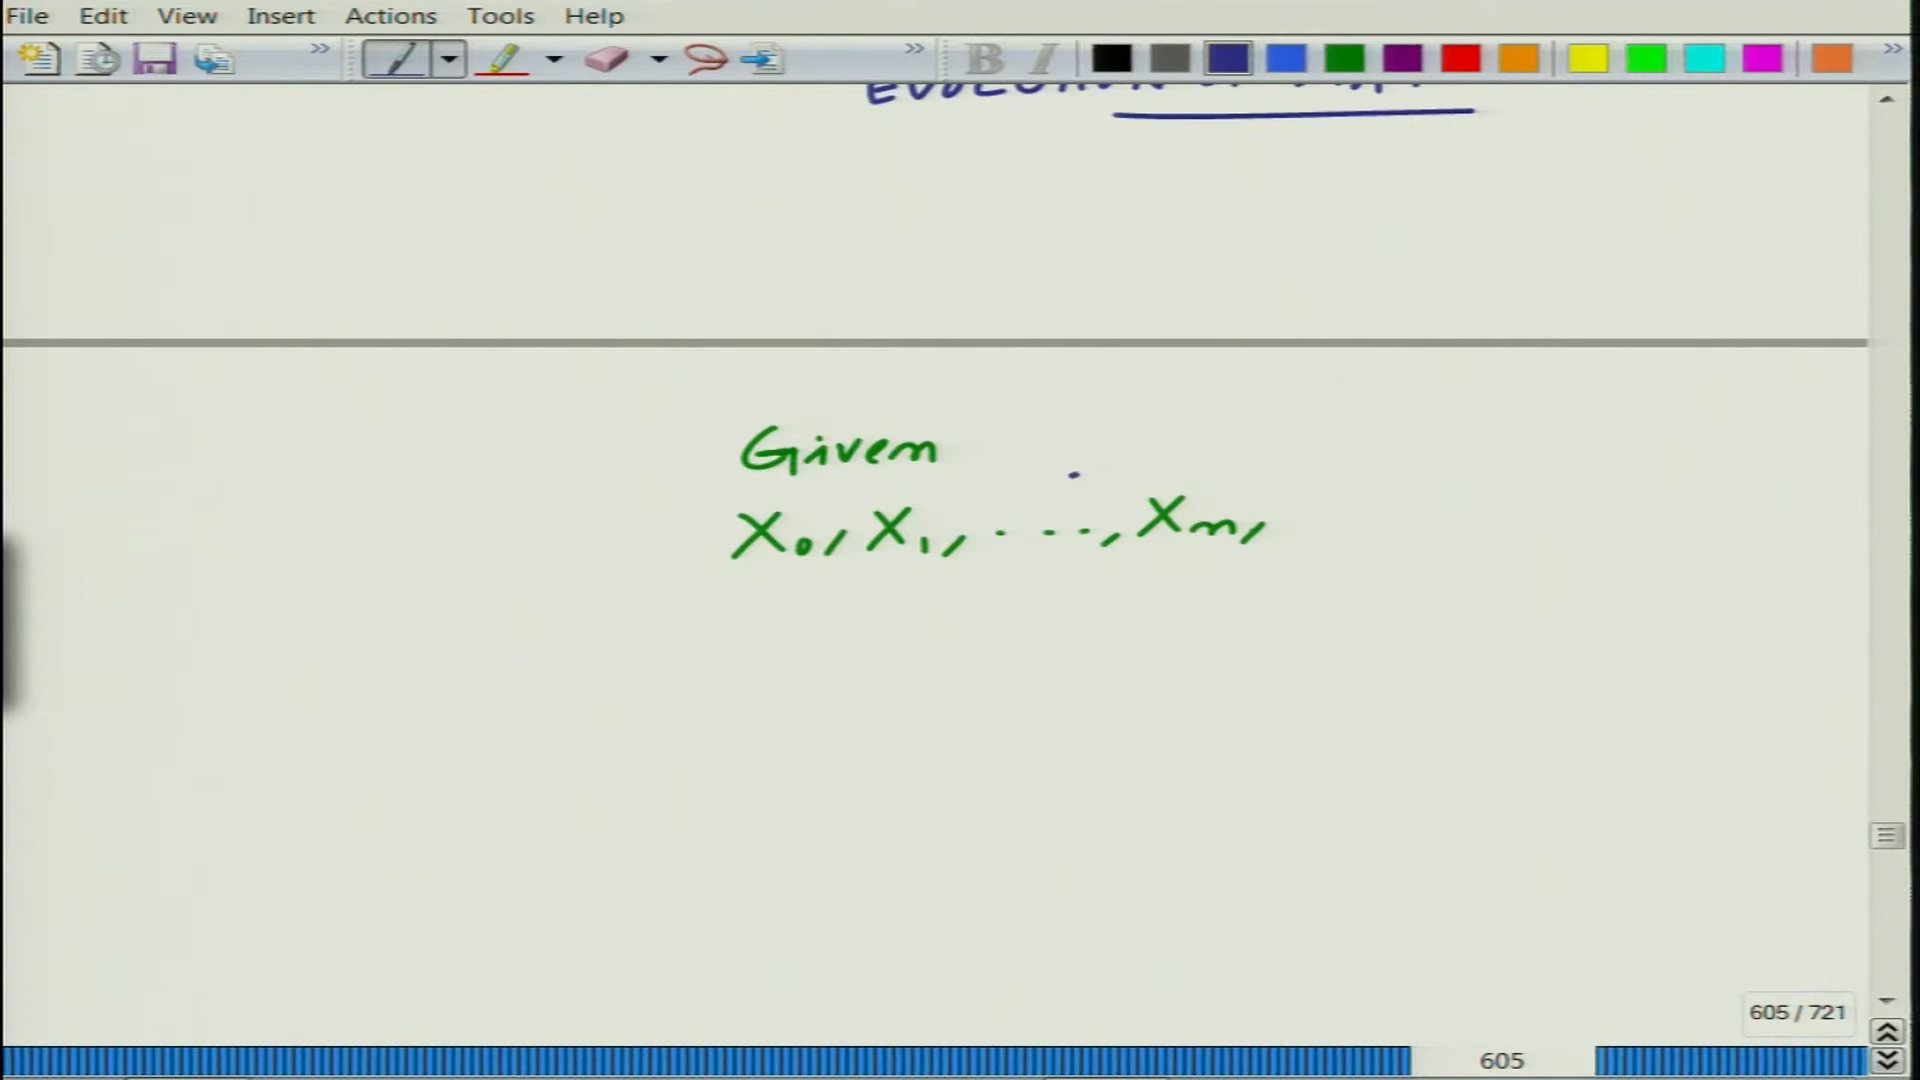 File Edit View Insert Actions Tools Help
B I
Given
X₀, X₁, ...., Xₙ,
605 / 721
605